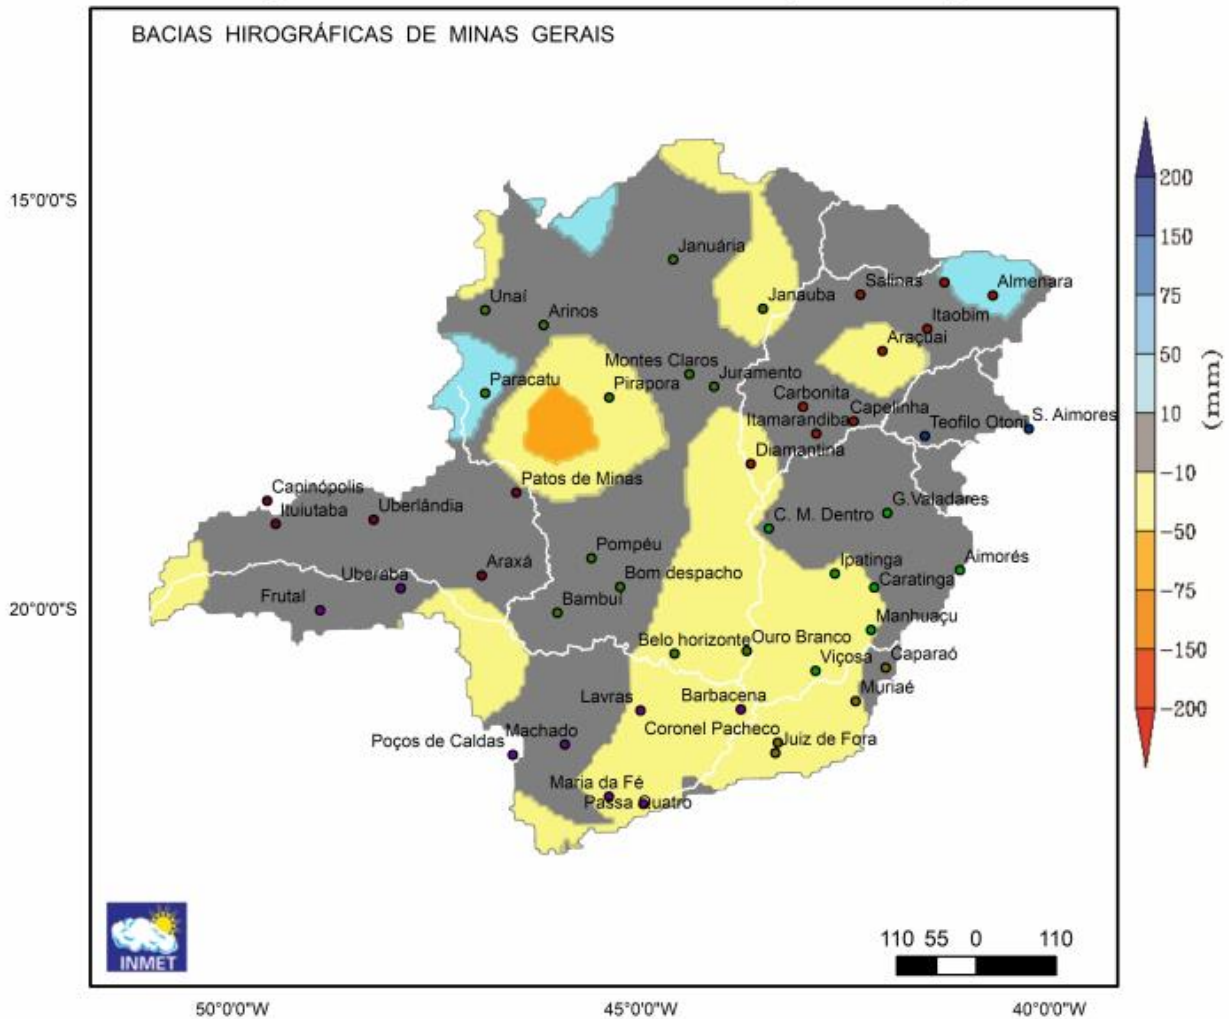 BACIAS HIROGRÁFICAS DE MINAS GERAIS
15°0'0"S
20°0'0"S
50°0'0"W
45°0'0"W
40°0'0"W
200
150
75
50
10
-10
-50
-75
-150
-200
(mm)
Januária
Salinas
Almenara
Unaí
Janauba
Arinos
Itaobim
Araçuai
Montes Claros
Paracatu
Pirapora
Juramento
Carbonita
Itamarandiba
Capelinha
Teofilo Otoni
S. Aimores
Diamantina
Patos de Minas
Capinópolis
Ituiutaba
Uberlândia
C. M. Dentro
G.Valadares
Pompéu
Ipatinga
Aimorés
Araxá
Uberaba
Bom despacho
Caratinga
Frutal
Bambuí
Manhuaçu
Belo horizonte
Ouro Branco
Viçosa
Caparaó
Lavras
Barbacena
Muriaé
Coronel Pacheco
Machado
Poços de Caldas
Juiz de Fora
Maria da Fé
Passa Quatro
INMET
110 55 0 110